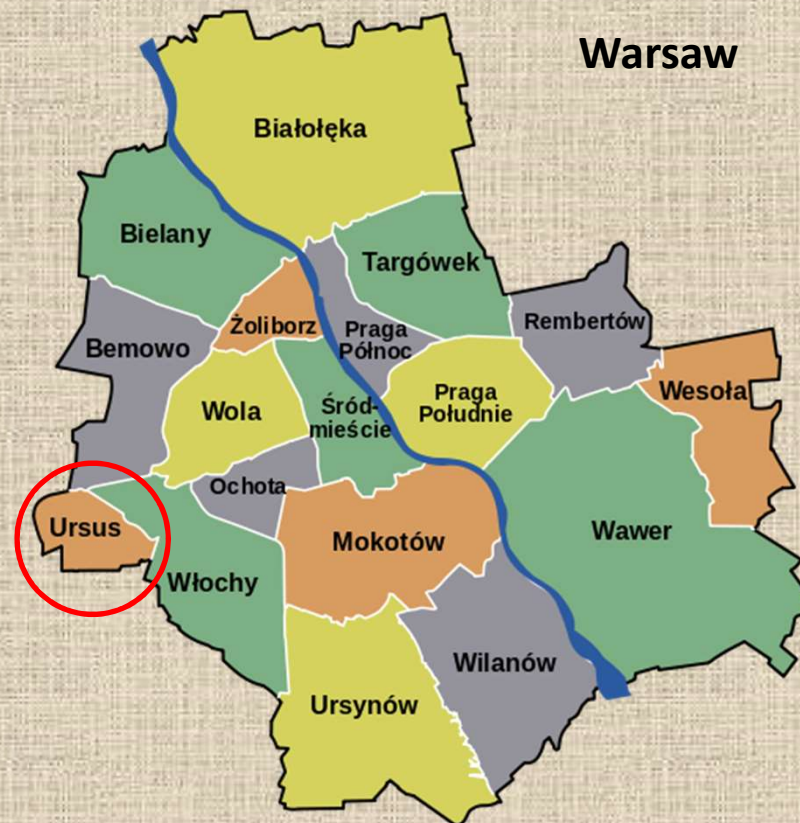 Warsaw
Białołęka
Bielany
Targówek
Żoliborz
Praga
Północ
Rembertów
Bemowo
Wola
Śród-
mieście
Praga
Południe
Wesoła
Ochota
Ursus
Włochy
Mokotów
Wawer
Wilanów
Ursynów